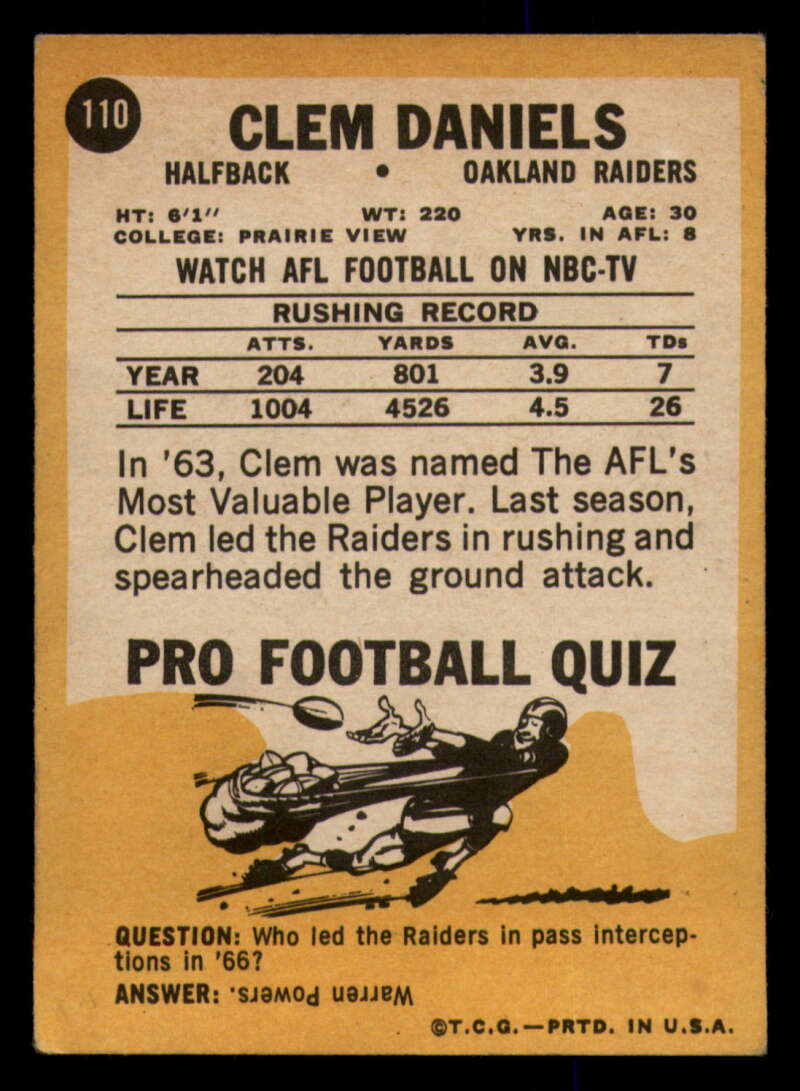 110
CLEM DANIELS
HALFBACK • OAKLAND RAIDERS
HT: 6'1" WT: 220 AGE: 30
COLLEGE: PRAIRIE VIEW YRS. IN AFL: 8
WATCH AFL FOOTBALL ON NBC-TV
RUSHING RECORD
ATTS. YARDS AVG. TDs
YEAR 204 801 3.9 7
LIFE 1004 4526 4.5 26
In '63, Clem was named The AFL's
Most Valuable Player. Last season,
Clem led the Raiders in rushing and
spearheaded the ground attack.
PRO FOOTBALL QUIZ
QUESTION: Who led the Raiders in pass intercep-
tions in '66?
ANSWER: Warren Powers.
©T.C.G.—PRTD. IN U.S.A.